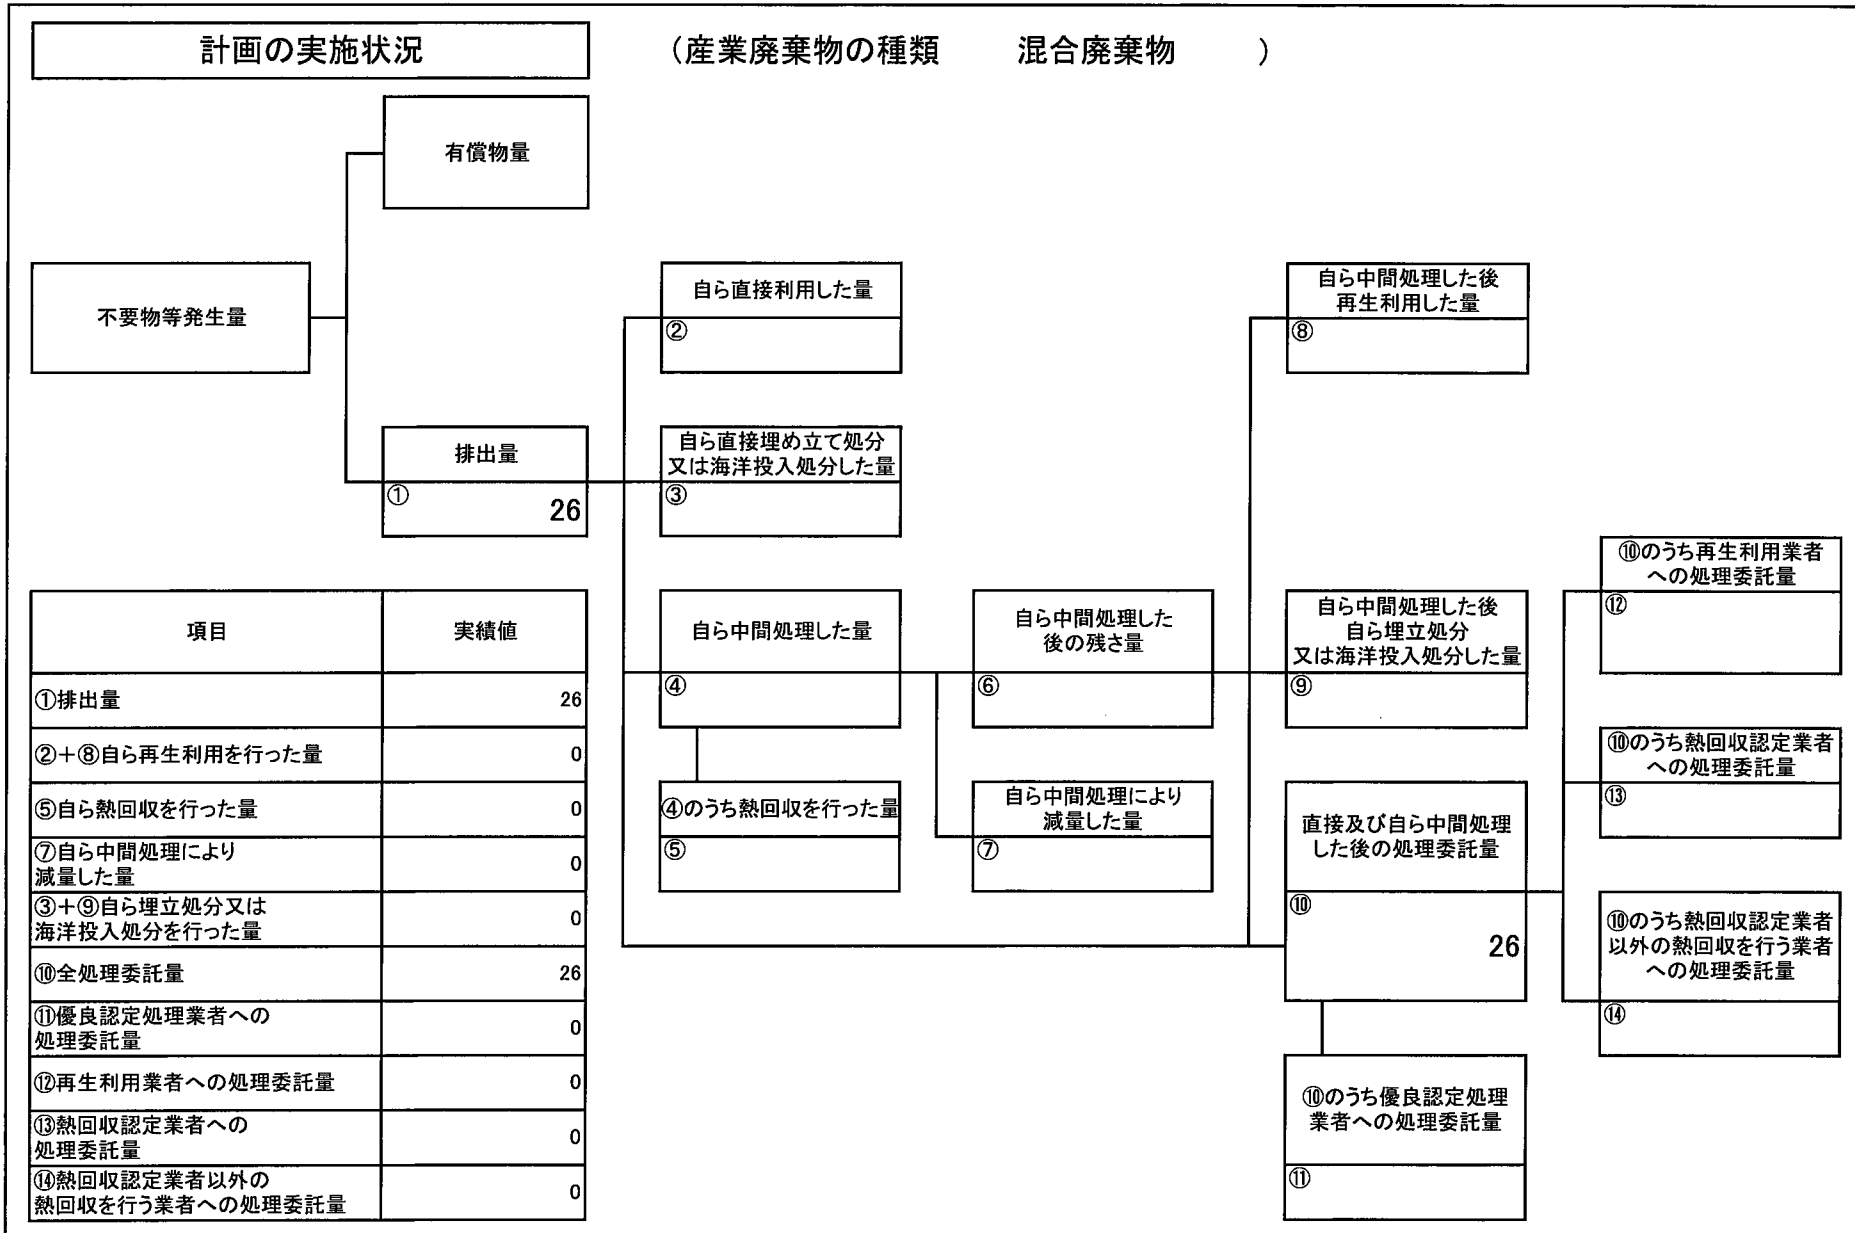 計画の実施状況
（産業廃棄物の種類　　混合廃棄物　　）
有償物量
不要物等発生量
排出量
①
26
自ら直接利用した量
②
自ら直接埋め立て処分
又は海洋投入処分した量
③
自ら中間処理した量
④
④のうち熱回収を行った量
⑤
自ら中間処理した
後の残さ量
⑥
自ら中間処理により
減量した量
⑦
自ら中間処理した後
再生利用した量
⑧
自ら中間処理した後
自ら埋立処分
又は海洋投入処分した量
⑨
直接及び自ら中間処理
した後の処理委託量
⑩
26
⑩のうち優良認定処理
業者への処理委託量
⑪
⑩のうち再生利用業者
への処理委託量
⑫
⑩のうち熱回収認定業者
への処理委託量
⑬
⑩のうち熱回収認定業者
以外の熱回収を行う業者
への処理委託量
⑭
項目 実績値
①排出量 26
②＋⑧自ら再生利用を行った量 0
⑤自ら熱回収を行った量 0
⑦自ら中間処理により
減量した量 0
③＋⑨自ら埋立処分又は
海洋投入処分を行った量 0
⑩全処理委託量 26
⑪優良認定処理業者への
処理委託量 0
⑫再生利用業者への処理委託量 0
⑬熱回収認定業者への
処理委託量 0
⑭熱回収認定業者以外の
熱回収を行う業者への処理委託量 0